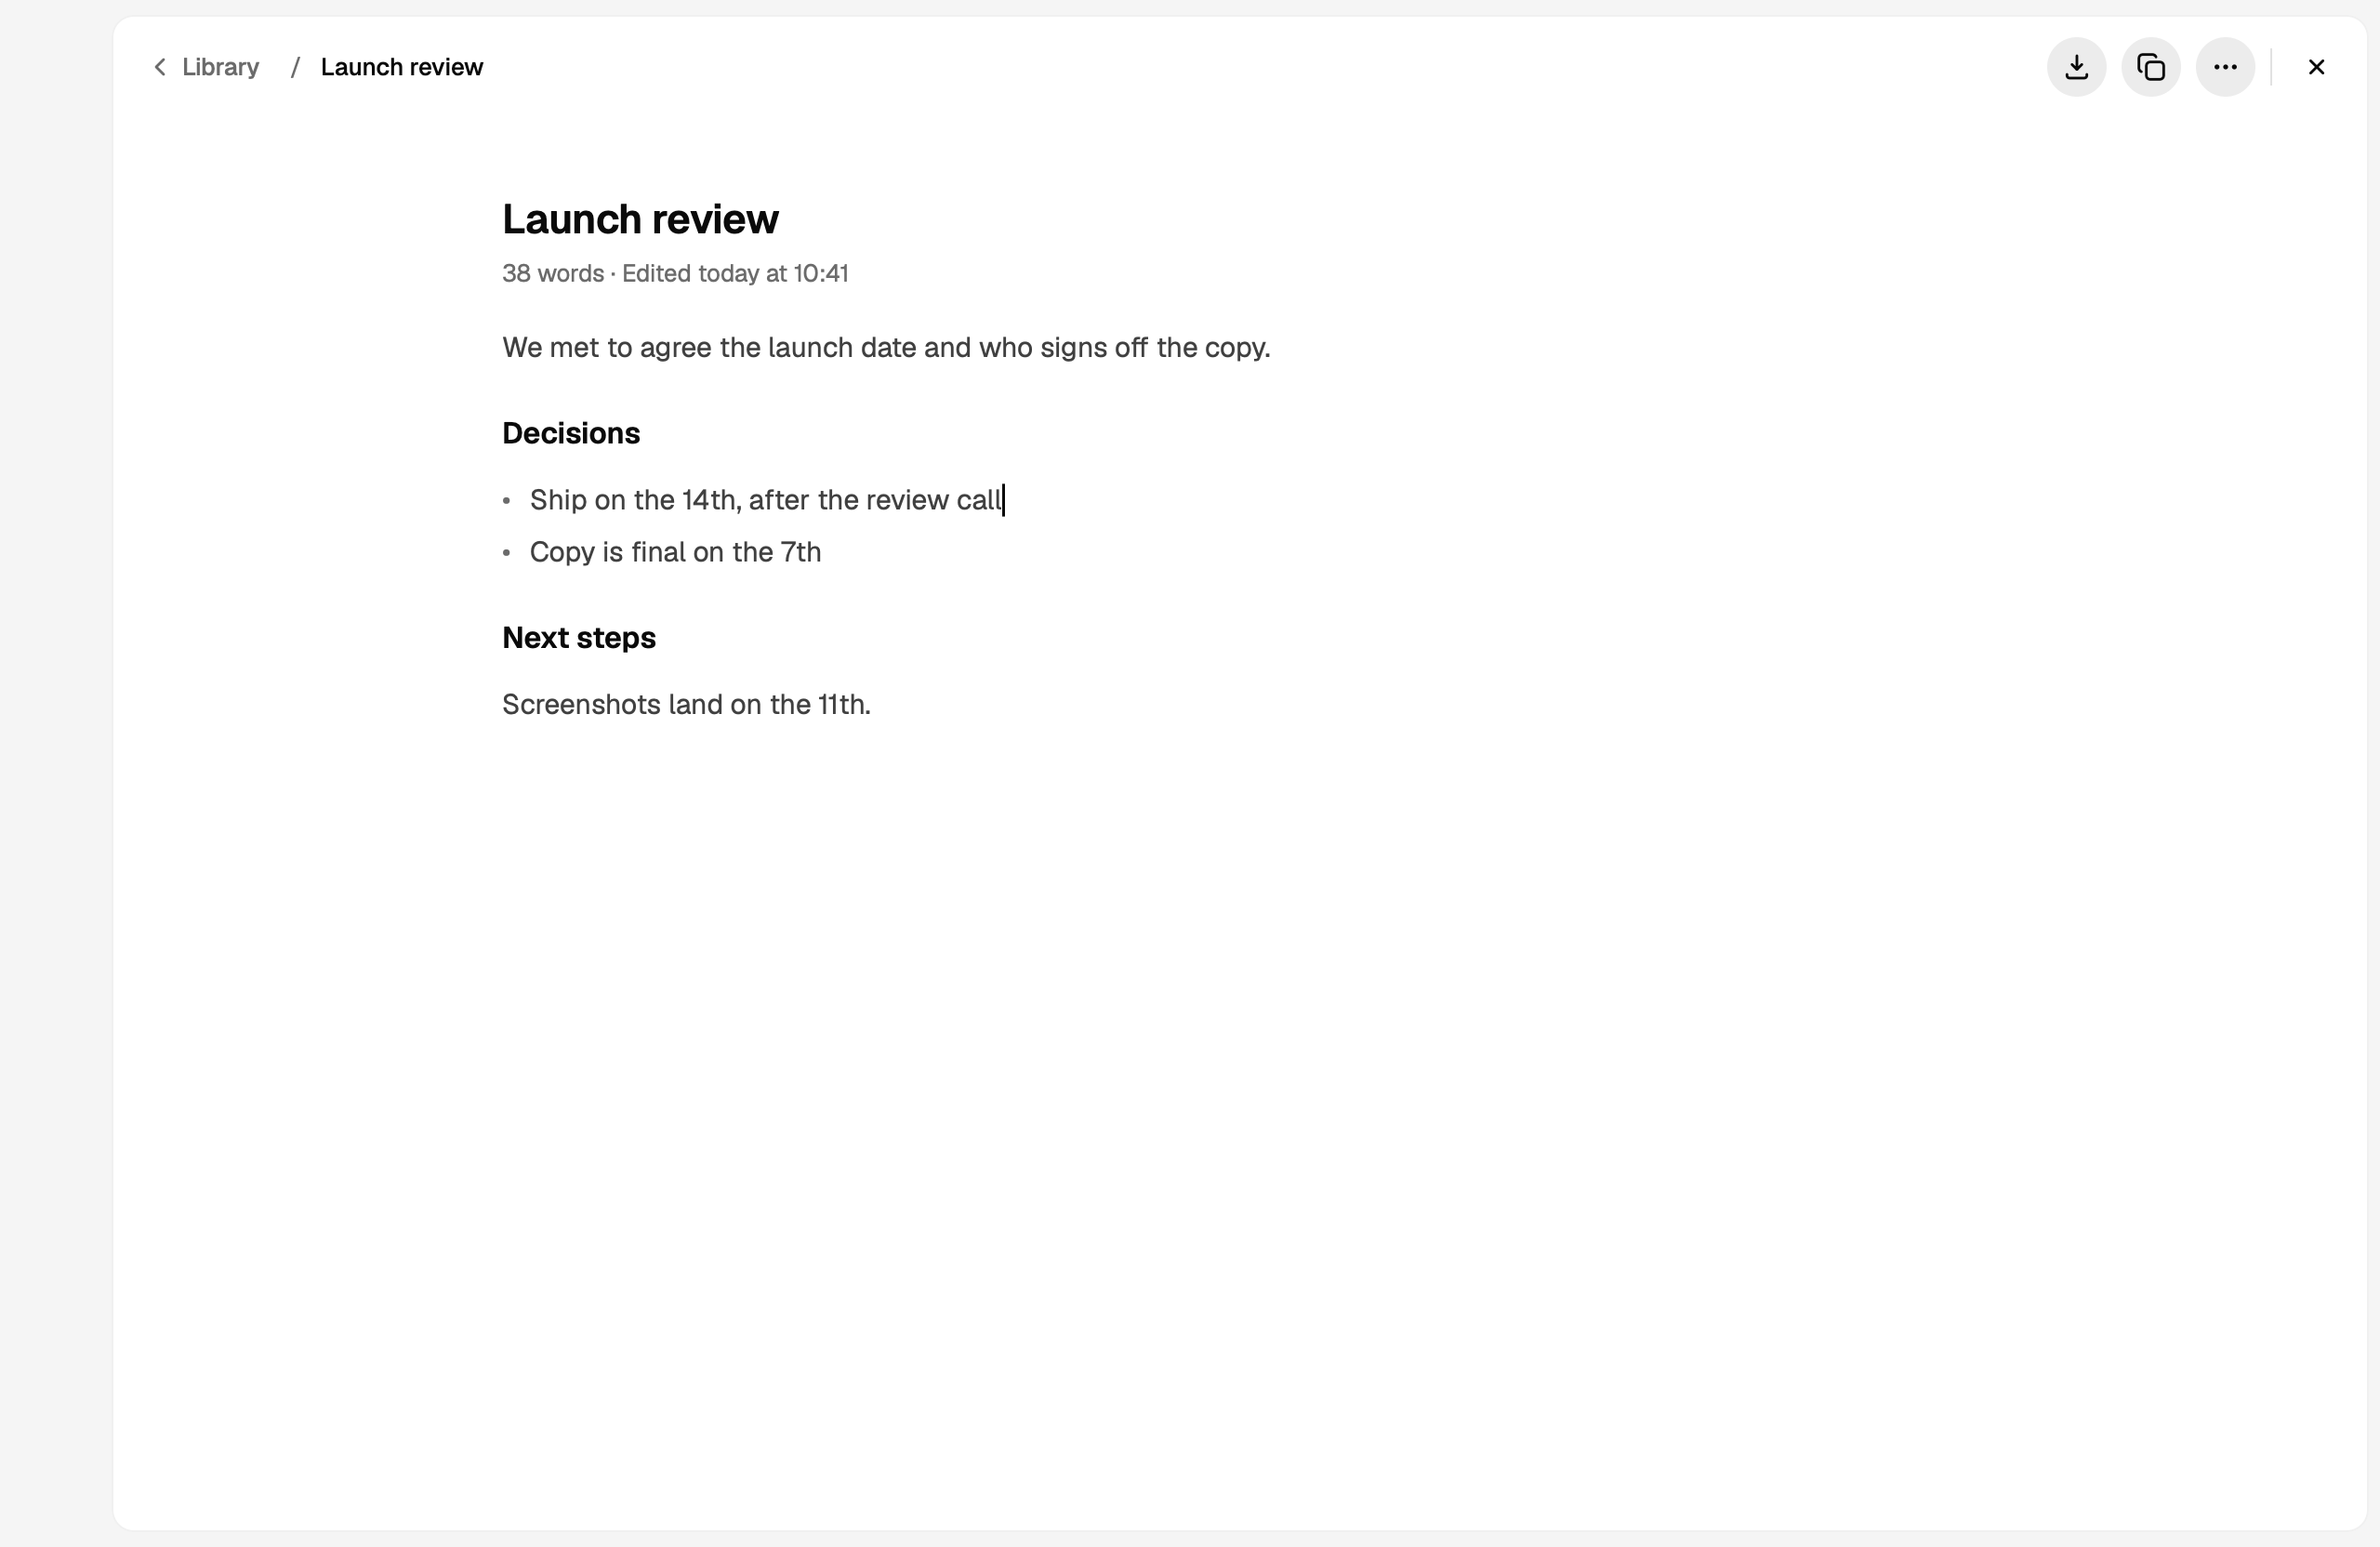 Library / Launch review
Launch review
38 words · Edited today at 10:41
We met to agree the launch date and who signs off the copy.
Decisions
• Ship on the 14th, after the review call
• Copy is final on the 7th
Next steps
Screenshots land on the 11th.